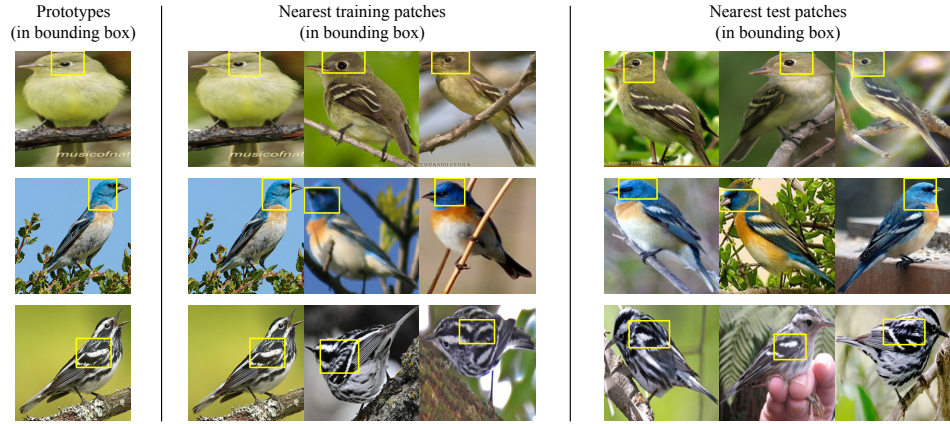 Prototypes
(in bounding box)
Nearest training patches
(in bounding box)
Nearest test patches
(in bounding box)
musicofnat
musicofnat